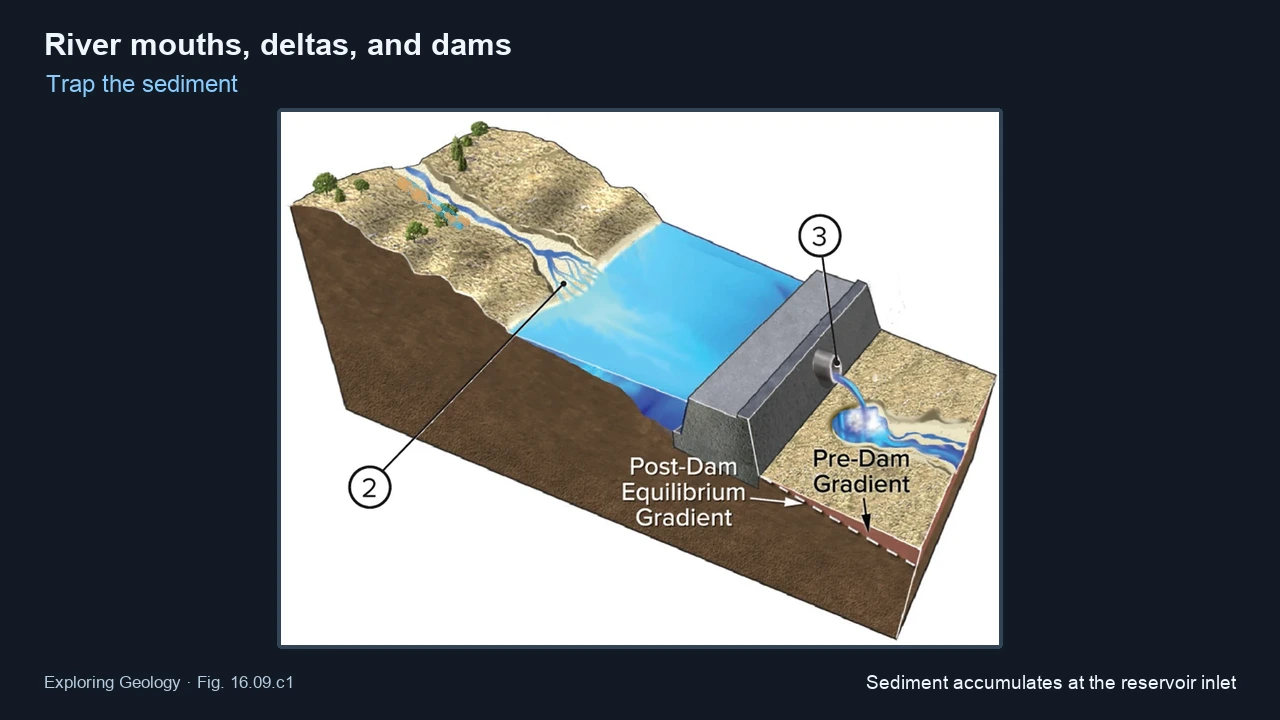 River mouths, deltas, and dams
Trap the sediment
3
2
Post-Dam
Equilibrium
Gradient
Pre-Dam
Gradient
Exploring Geology · Fig. 16.09.c1
Sediment accumulates at the reservoir inlet